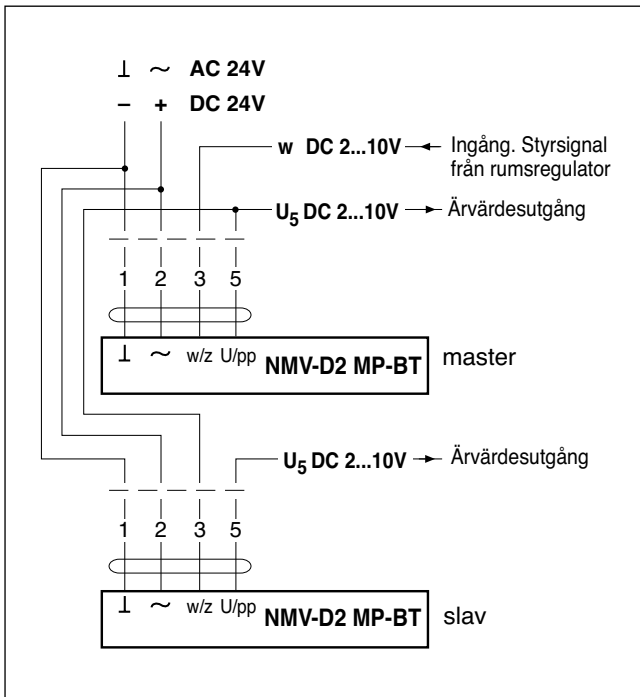 ⊥ ~ AC 24V
– + DC 24V
w DC 2...10V Ingång. Styrsignal
från rumsregulator
U5 DC 2...10V Ärvärdesutgång
1 2 3 5
⊥ ~ w/z U/pp NMV-D2 MP-BT master
U5 DC 2...10V Ärvärdesutgång
1 2 3 5
⊥ ~ w/z U/pp NMV-D2 MP-BT slav